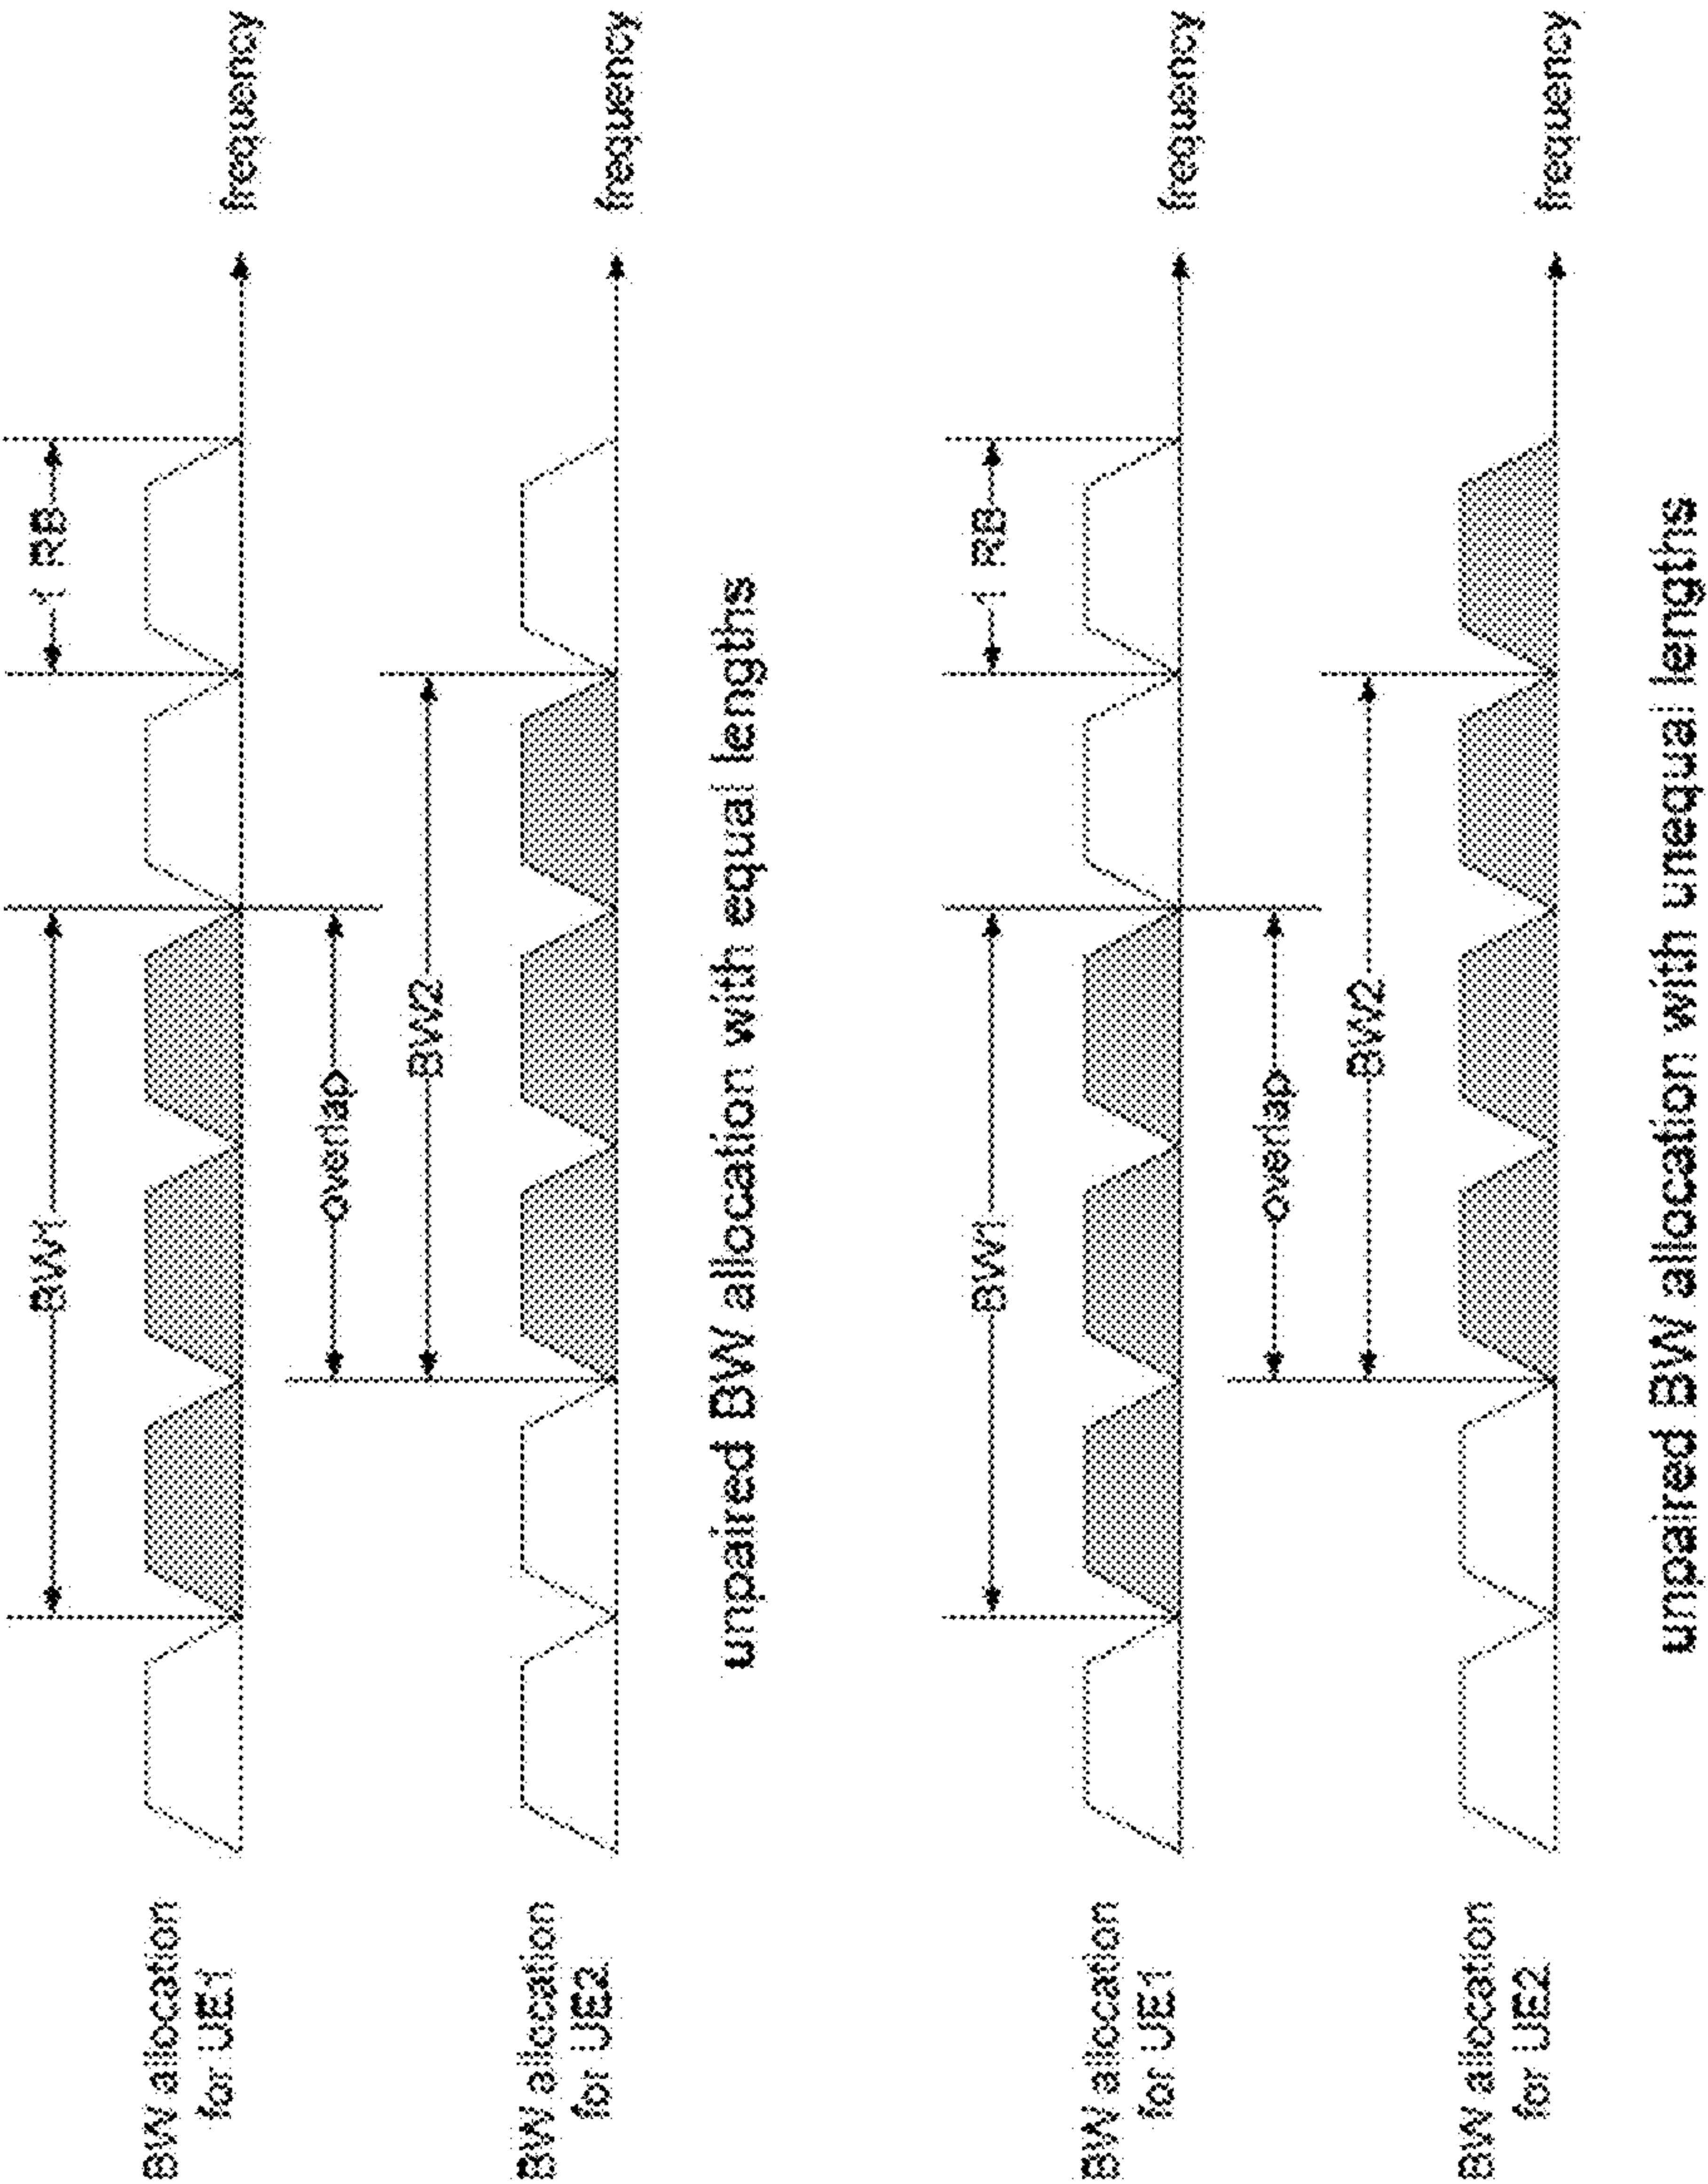 BW1
1 RB
BW allocation
for UE1
frequency
overlap
BW2
BW allocation
for UE2
frequency
unpaired BW allocation with equal lengths
BW1
1 RB
BW allocation
for UE1
frequency
overlap
BW2
BW allocation
for UE2
frequency
unpaired BW allocation with unequal lengths